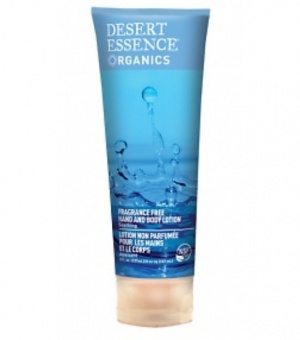 DESERT
ESSENCE
ORGANICS
FRAGRANCE FREE
HAND AND BODY LOTION
LOTION NON PARFUMÉE
POUR LES MAINS
ET LE CORPS